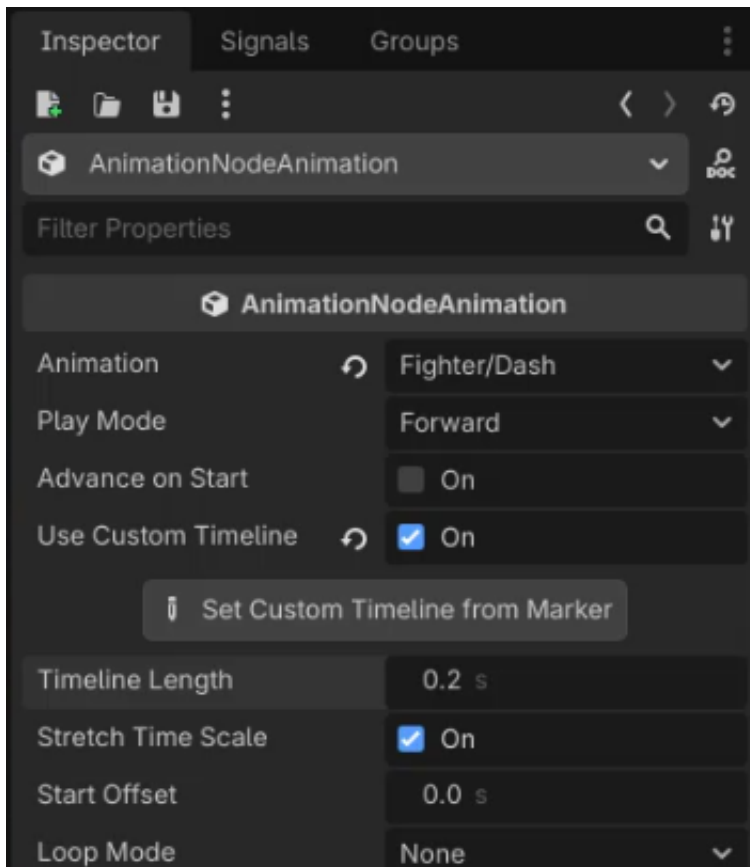 Inspector Signals Groups
AnimationNodeAnimation
DOC
Filter Properties
AnimationNodeAnimation
Animation Fighter/Dash
Play Mode Forward
Advance on Start On
Use Custom Timeline On
Set Custom Timeline from Marker
Timeline Length 0.2 s
Stretch Time Scale On
Start Offset 0.0 s
Loop Mode None